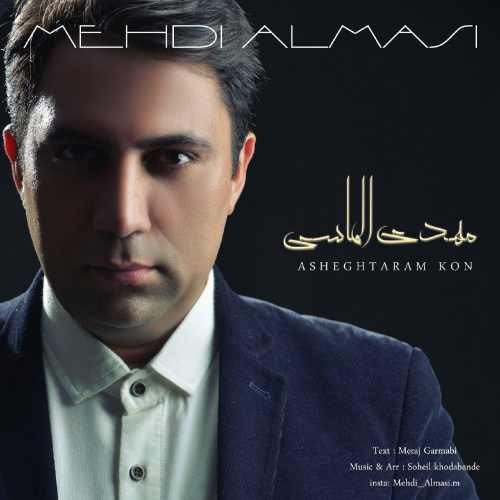 MEHDI ALMASI
مهدی الماسی
ASHEGHTARAM KON
Text : Meraj Garmabi
Music & Arr : Soheil khodabande
insta: Mehdi_Almasi.m